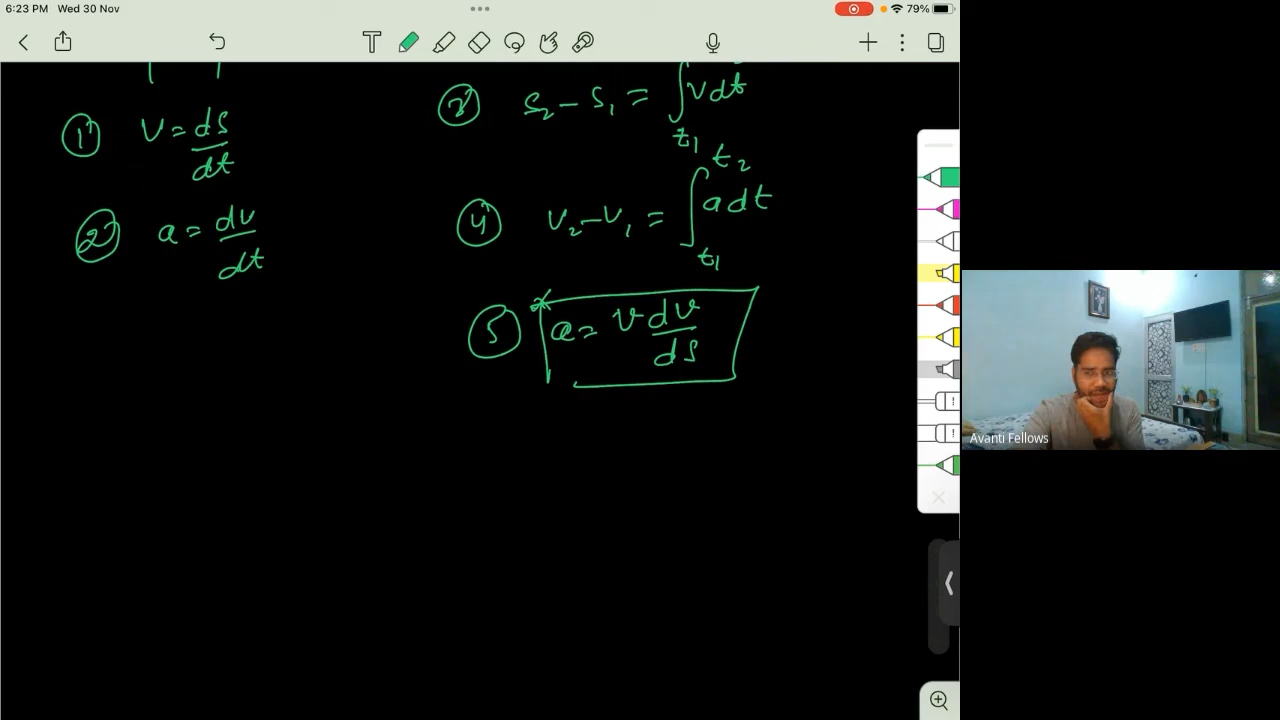 6:23 PM Wed 30 Nov
79%
① v = ds/dt
② a = dv/dt
s₂ - s₁ = ∫ v dt
t₁
④ v₂ - v₁ = ∫ a dt
t₂
t₁
⑤ a = v dv/ds
Avanti Fellows